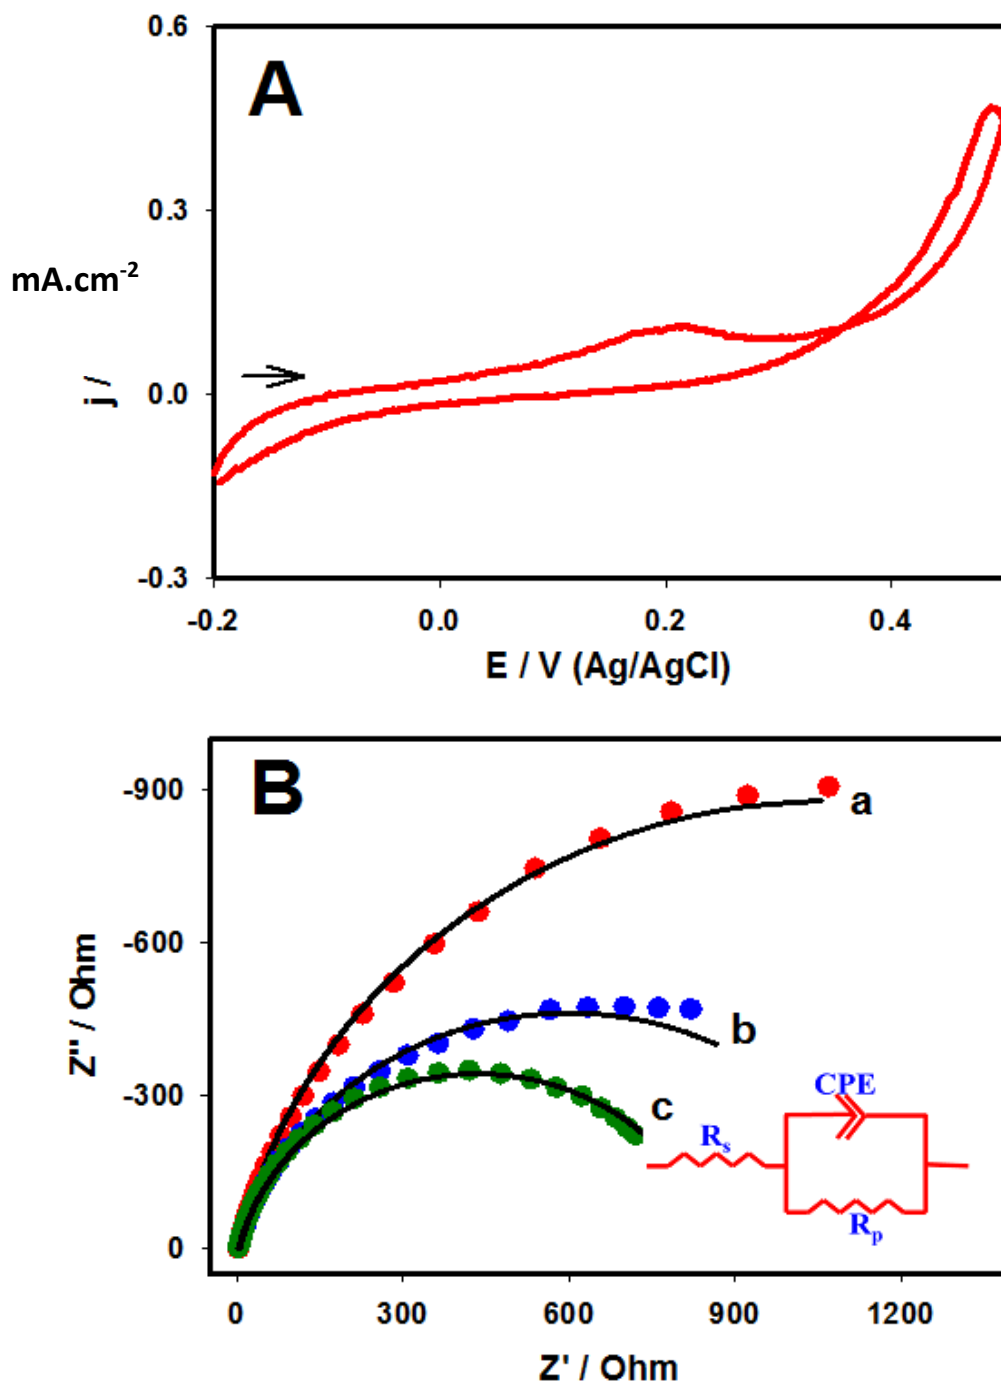 A
0.6
0.3
0.0
-0.3
mA.cm-2
j /
-0.2 0.0 0.2 0.4
E / V (Ag/AgCl)
B
-900
-600
-300
0
Z'' / Ohm
a
b
c
CPE
Rs
Rp
0 300 600 900 1200
Z' / Ohm